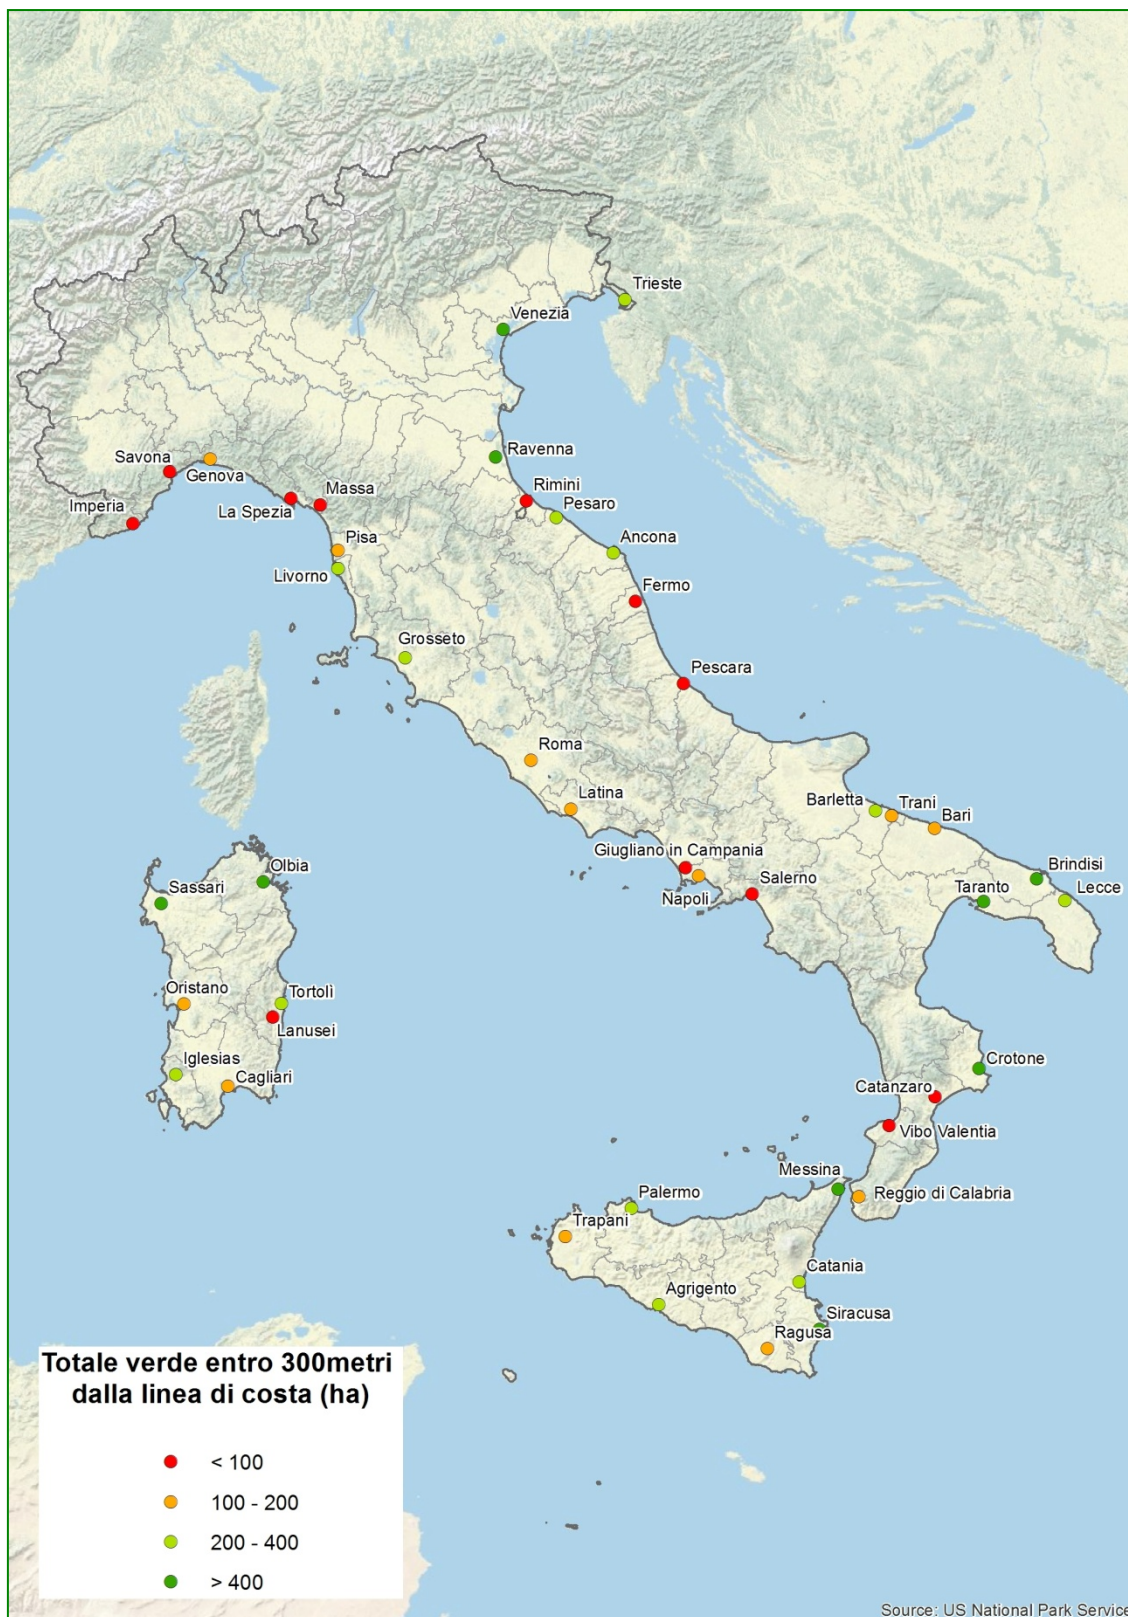 Trieste
Venezia
Ravenna
Savona
Genova
Rimini
Massa
Imperia
La Spezia
Pesaro
Pisa
Ancona
Livorno
Fermo
Grosseto
Pescara
Roma
Latina
Barletta
Trani
Bari
Giugliano in Campania
Olbia
Salerno
Brindisi
Sassari
Napoli
Taranto
Lecce
Oristano
Tortolì
Lanusei
Iglesias
Cagliari
Crotone
Catanzaro
Vibo Valentia
Messina
Palermo
Reggio di Calabria
Trapani
Catania
Agrigento
Siracusa
Ragusa
Totale verde entro 300metri
dalla linea di costa (ha)
< 100
100 - 200
200 - 400
> 400
Source: US National Park Service